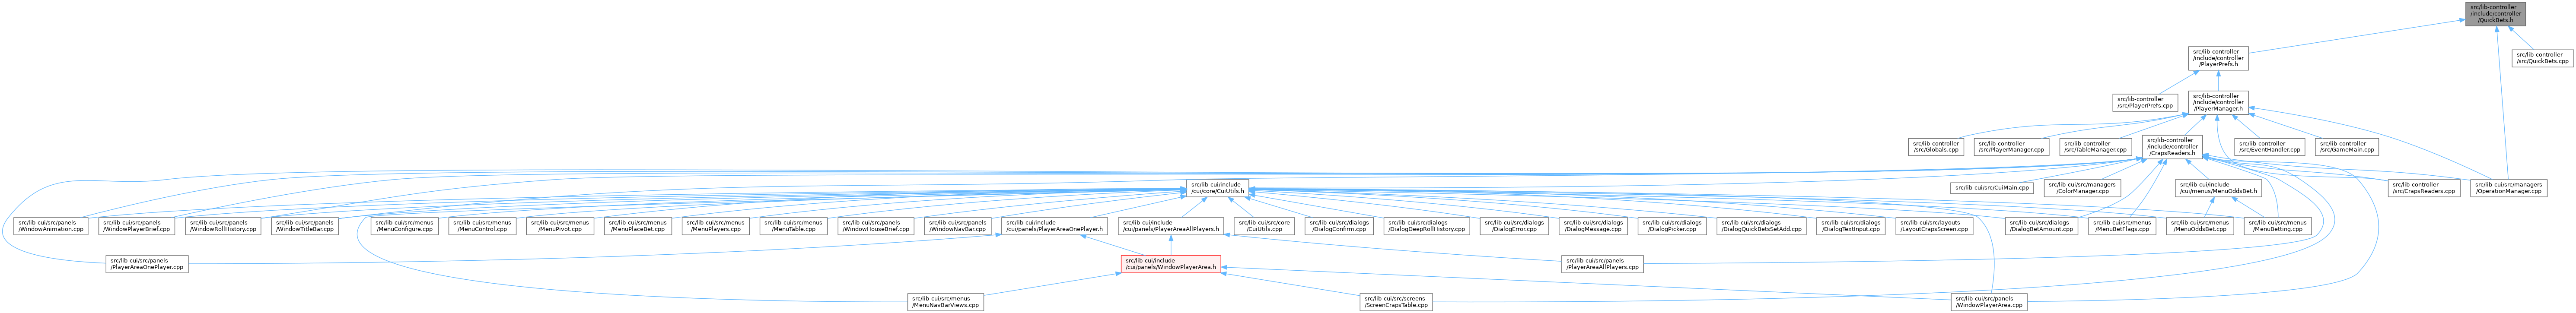 src/lib-controller
/include/controller
/QuickBets.h
src/lib-controller
/include/controller
/PlayerPrefs.h
src/lib-controller
/src/QuickBets.cpp
src/lib-controller
/src/PlayerPrefs.cpp
src/lib-controller
/include/controller
/PlayerManager.h
src/lib-controller
/src/Globals.cpp
src/lib-controller
/src/PlayerManager.cpp
src/lib-controller
/src/TableManager.cpp
src/lib-controller
/include/controller
/CrapsReaders.h
src/lib-controller
/src/EventHandler.cpp
src/lib-controller
/src/GameMain.cpp
src/lib-cui/include
/cui/core/CuiUtils.h
src/lib-cui/src/CuiMain.cpp
src/lib-cui/src/managers
/ColorManager.cpp
src/lib-cui/include
/cui/menus/MenuOddsBet.h
src/lib-controller
/src/CrapsReaders.cpp
src/lib-cui/src/managers
/OperationManager.cpp
src/lib-cui/src/panels
/WindowAnimation.cpp
src/lib-cui/src/panels
/WindowPlayerBrief.cpp
src/lib-cui/src/panels
/WindowRollHistory.cpp
src/lib-cui/src/panels
/WindowTitleBar.cpp
src/lib-cui/src/menus
/MenuConfigure.cpp
src/lib-cui/src/menus
/MenuControl.cpp
src/lib-cui/src/menus
/MenuPivot.cpp
src/lib-cui/src/menus
/MenuPlaceBet.cpp
src/lib-cui/src/menus
/MenuPlayers.cpp
src/lib-cui/src/menus
/MenuTable.cpp
src/lib-cui/src/panels
/WindowHouseBrief.cpp
src/lib-cui/src/panels
/WindowNavBar.cpp
src/lib-cui/include
/cui/panels/PlayerAreaOnePlayer.h
src/lib-cui/include
/cui/panels/PlayerAreaAllPlayers.h
src/lib-cui/src/core
/CuiUtils.cpp
src/lib-cui/src/dialogs
/DialogConfirm.cpp
src/lib-cui/src/dialogs
/DialogDeepRollHistory.cpp
src/lib-cui/src/dialogs
/DialogError.cpp
src/lib-cui/src/dialogs
/DialogMessage.cpp
src/lib-cui/src/dialogs
/DialogPicker.cpp
src/lib-cui/src/dialogs
/DialogQuickBetsSetAdd.cpp
src/lib-cui/src/dialogs
/DialogTextInput.cpp
src/lib-cui/src/layouts
/LayoutCrapsScreen.cpp
src/lib-cui/src/dialogs
/DialogBetAmount.cpp
src/lib-cui/src/menus
/MenuBetFlags.cpp
src/lib-cui/src/menus
/MenuOddsBet.cpp
src/lib-cui/src/menus
/MenuBetting.cpp
src/lib-cui/src/panels
/PlayerAreaOnePlayer.cpp
src/lib-cui/include
/cui/panels/WindowPlayerArea.h
src/lib-cui/src/panels
/PlayerAreaAllPlayers.cpp
src/lib-cui/src/menus
/MenuNavBarViews.cpp
src/lib-cui/src/screens
/ScreenCrapsTable.cpp
src/lib-cui/src/panels
/WindowPlayerArea.cpp